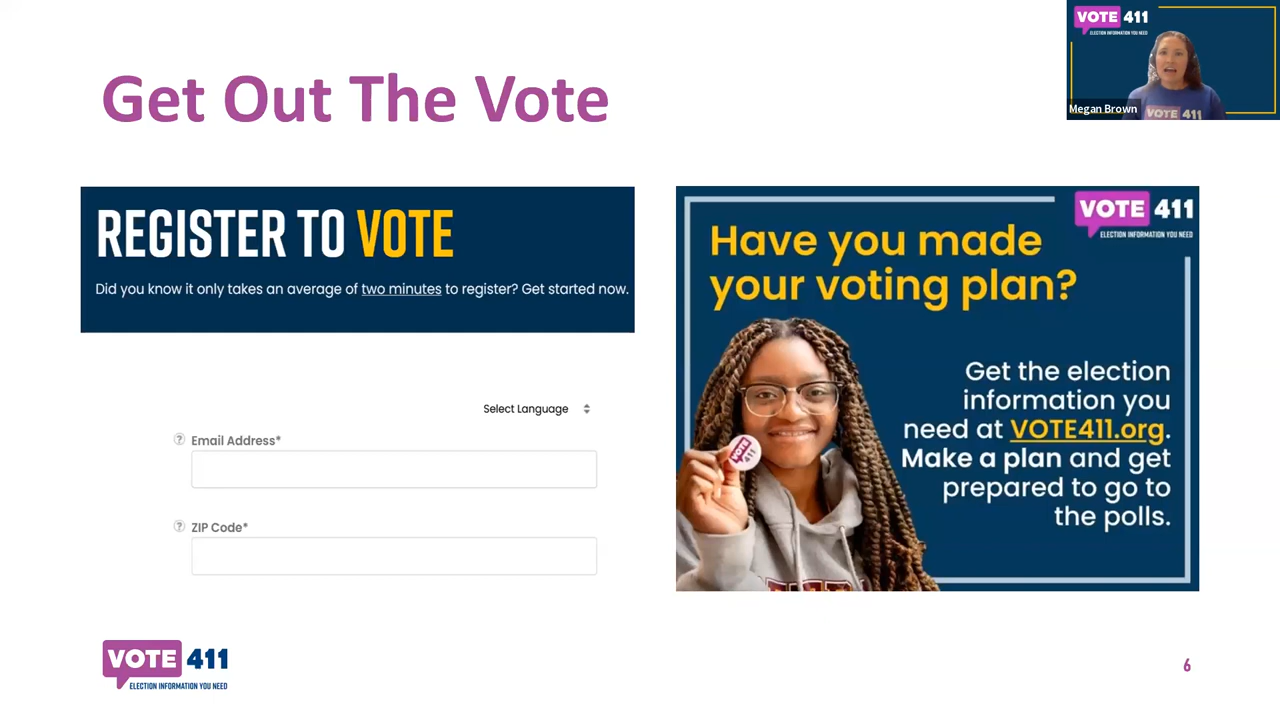 Get Out The Vote
VOTE 411
ELECTION INFORMATION YOU NEED
Megan Brown
VOTE 411
REGISTER TO VOTE
Did you know it only takes an average of two minutes to register? Get started now.
Select Language
? Email Address*
? ZIP Code*
VOTE 411
ELECTION INFORMATION YOU NEED
Have you made
your voting plan?
Get the election
information you
need at VOTE411.org.
Make a plan and get
prepared to go to
the polls.
VOTE
411
VOTE 411
ELECTION INFORMATION YOU NEED
6